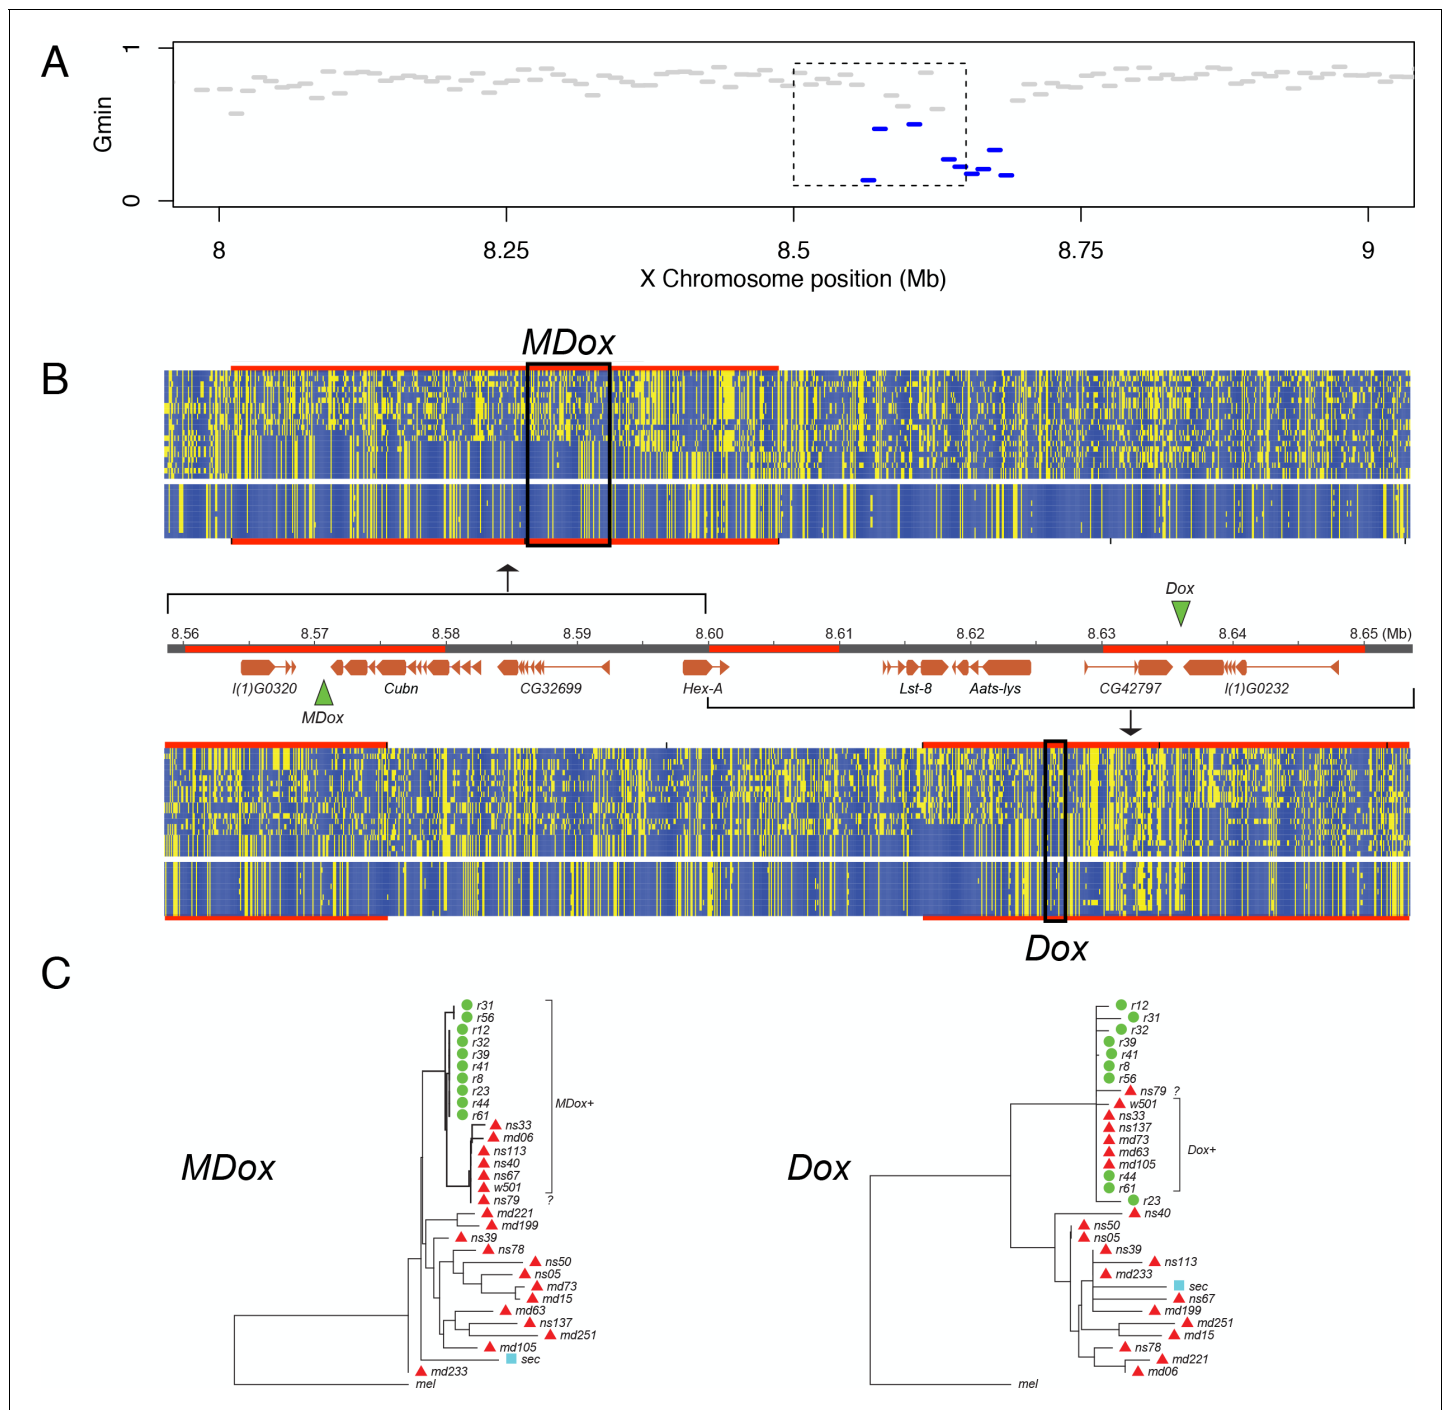 A
1
Gmin
0
8 8.25 8.5 8.75 9
X Chromosome position (Mb)
MDox
B
Dox
8.56 8.57 8.58 8.59 8.60 8.61 8.62 8.63 8.64 8.65 (Mb)
l(1)G0320 Cubn CG32699 Hex-A Lst-8 Aats-lys CG42797 l(1)G0232
MDox
Dox
C
MDox
r31
r56
r12
r32
r39
r41
r8
r23
r44
r61
MDox+
ns33
md06
ns113
ns40
ns67
w501
ns79 ?
md221
md199
ns39
ns78
ns50
ns05
md73
md15
md63
ns137
md251
md105
sec
md233
mel
Dox
r12
r31
r32
r39
r41
r8
r56
ns79 ?
w501
ns33
ns137
md73
md63
md105
r44
r61
Dox+
r23
ns40
ns50
ns05
ns39
ns113
md233
sec
ns67
md199
md251
md15
ns78
md221
md06
mel